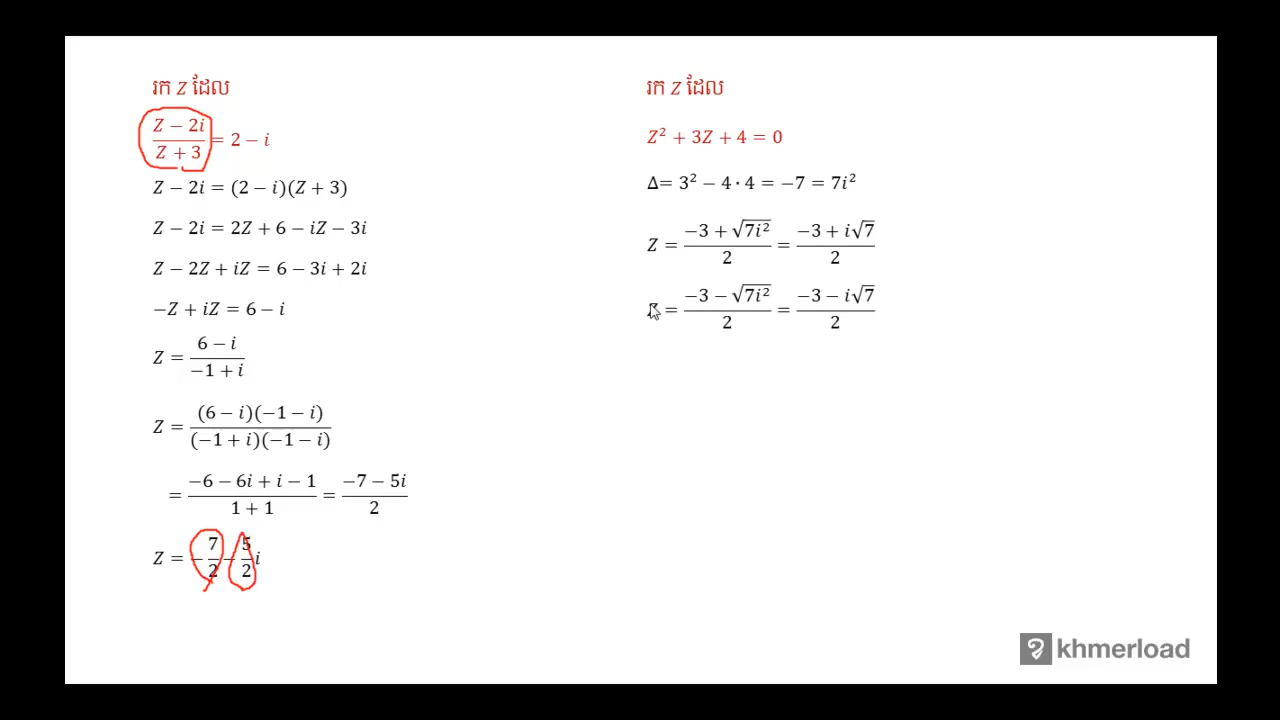 រក Z ដែល
(Z − 2i)/(Z + 3) = 2 − i
Z − 2i = (2 − i)(Z + 3)
Z − 2i = 2Z + 6 − iZ − 3i
Z − 2Z + iZ = 6 − 3i + 2i
−Z + iZ = 6 − i
Z = (6 − i)/(−1 + i)
Z = ((6 − i)(−1 − i))/((−1 + i)(−1 − i))
= (−6 − 6i + i − 1)/(1 + 1) = (−7 − 5i)/2
Z = −7/2 − 5/2 i
រក Z ដែល
Z² + 3Z + 4 = 0
Δ= 3² − 4 · 4 = −7 = 7i²
Z = (−3 + √(7i²))/2 = (−3 + i√7)/2
Z = (−3 − √(7i²))/2 = (−3 − i√7)/2
khmerload